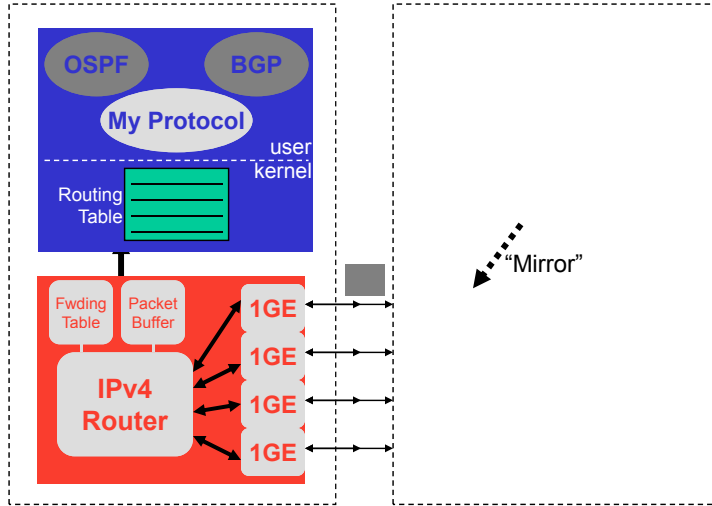 OSPF
BGP
My Protocol
user
kernel
Routing
Table
“Mirror”
Fwding
Table
Packet
Buffer
1GE
1GE
1GE
1GE
IPv4
Router